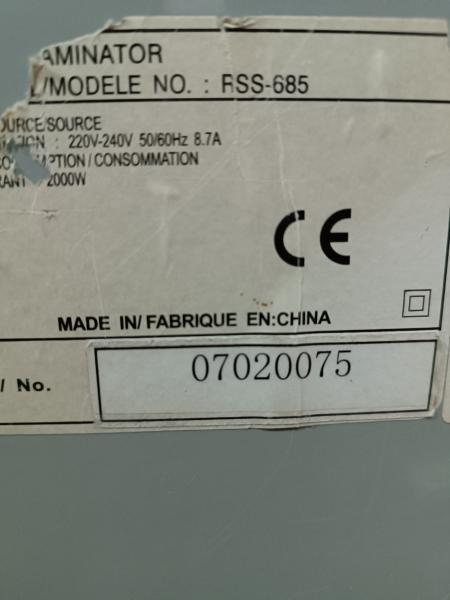 AMINATOR
/MODELE NO. : RSS-685
OURCE/SOURCE
: 220V-240V 50/60Hz 8.7A
/CONSOMMATION
2000W
CE
MADE IN/ FABRIQUE EN:CHINA
/ No.
07020075